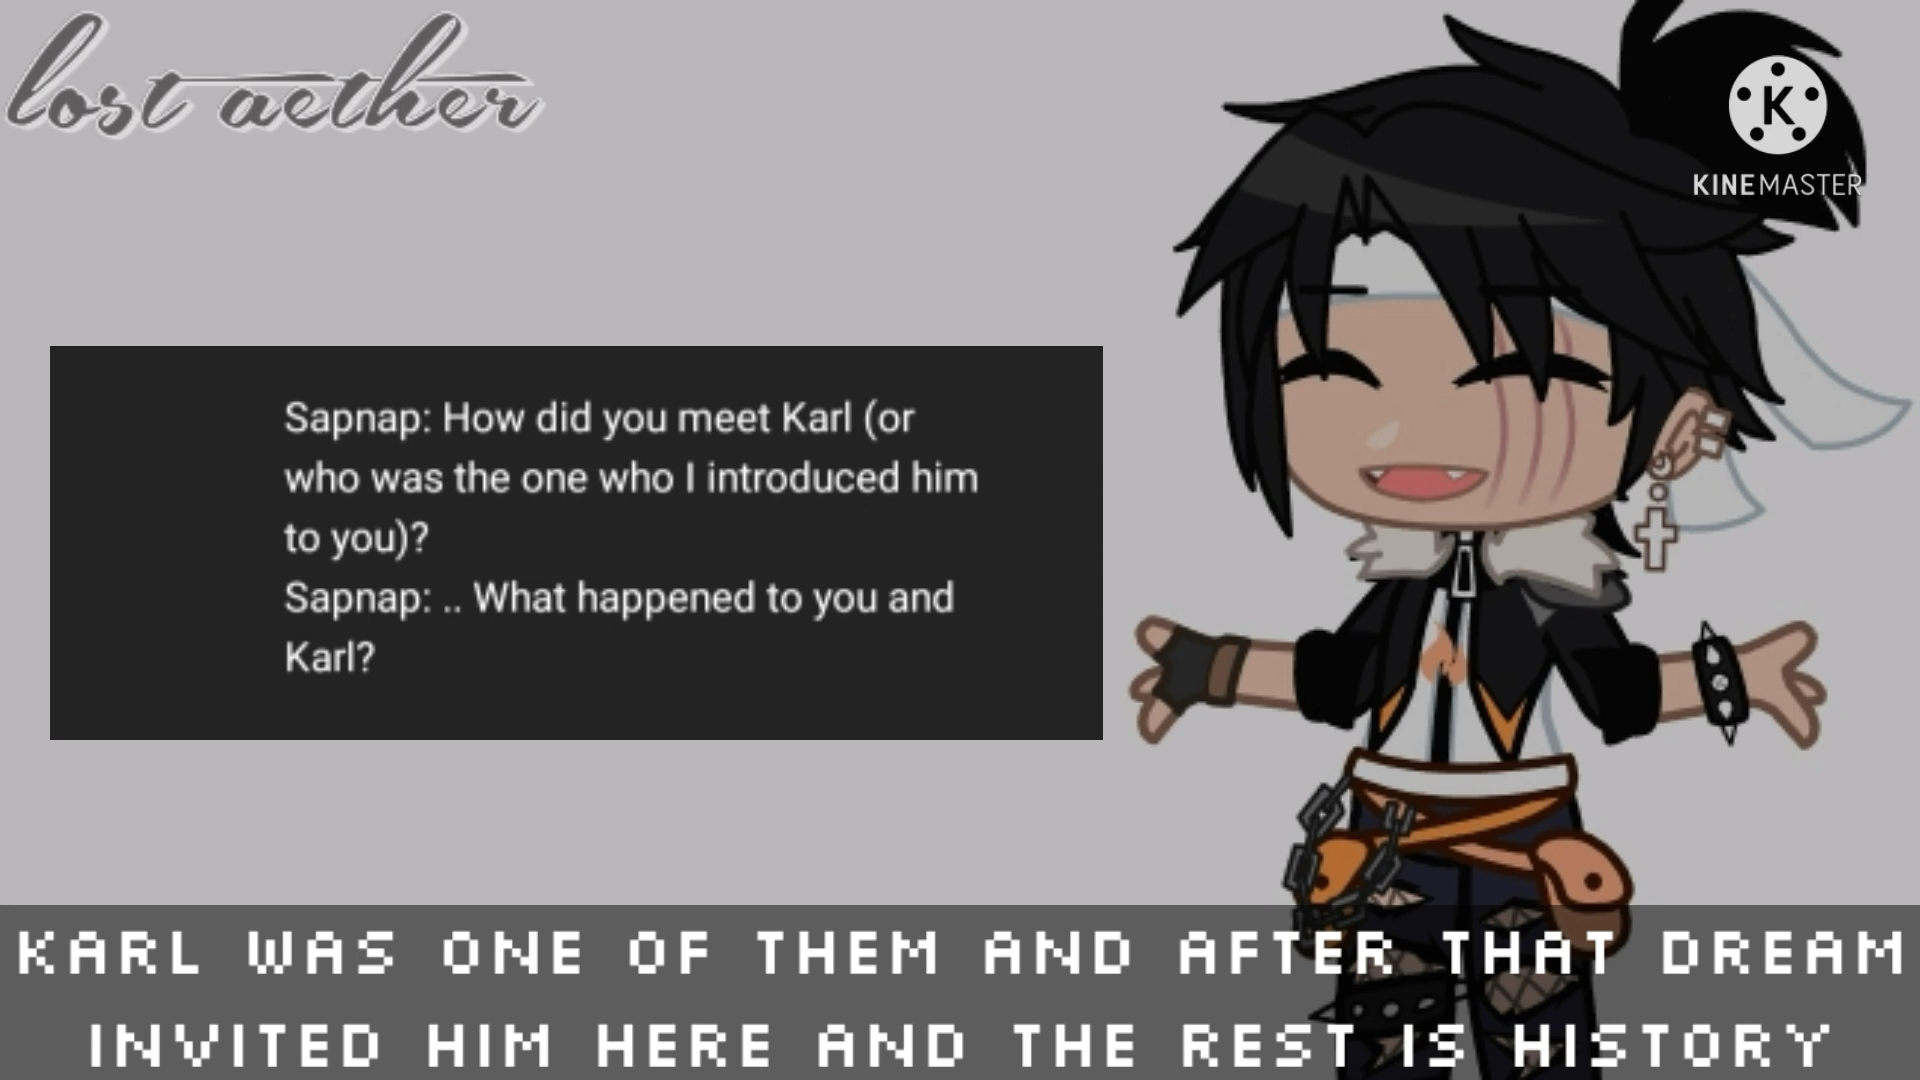 lost aether
K
KINEMASTER
Sapnap: How did you meet Karl (or
who was the one who I introduced him
to you)?
Sapnap: .. What happened to you and
Karl?
KARL WAS ONE OF THEM AND AFTER THAT DREAM
INVITED HIM HERE AND THE REST IS HISTORY